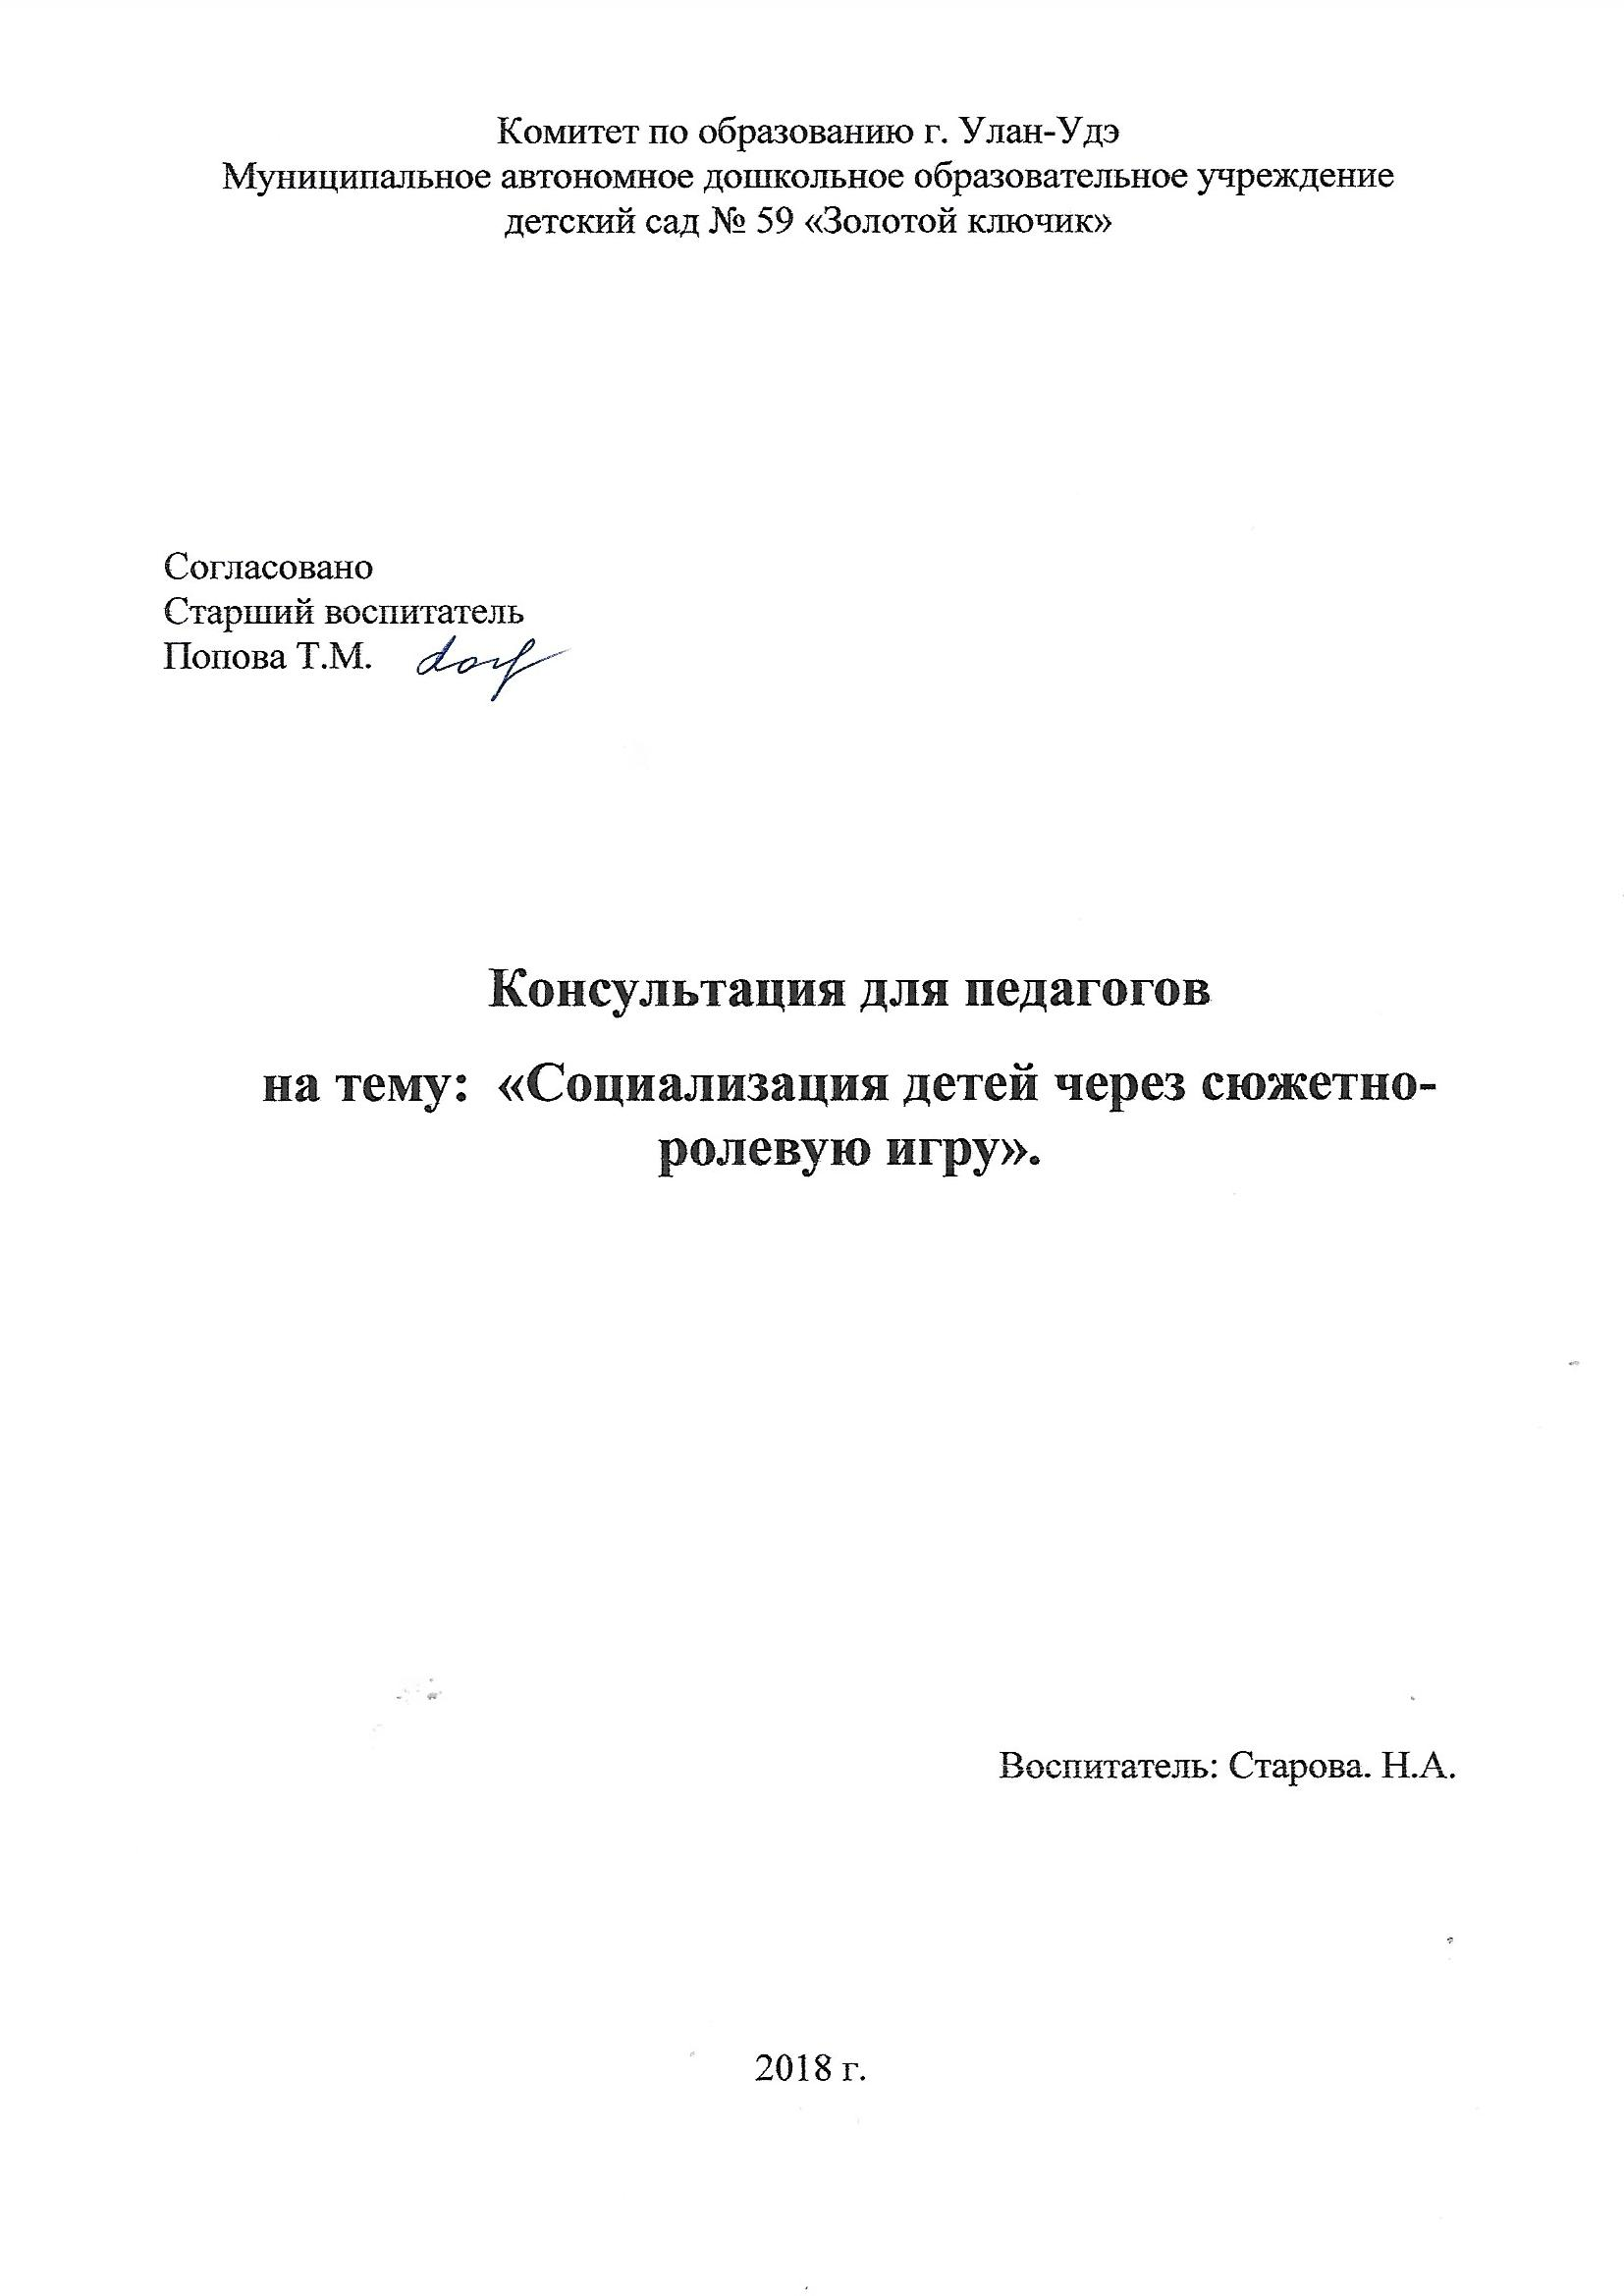 Комитет по образованию г. Улан-Удэ
Муниципальное автономное дошкольное образовательное учреждение
детский сад № 59 «Золотой ключик»
Согласовано
Старший воспитатель
Попова Т.М.
Консультация для педагогов
на тему:  «Социализация детей через сюжетно-
ролевую игру».
Воспитатель: Старова. Н.А.
2018 г.